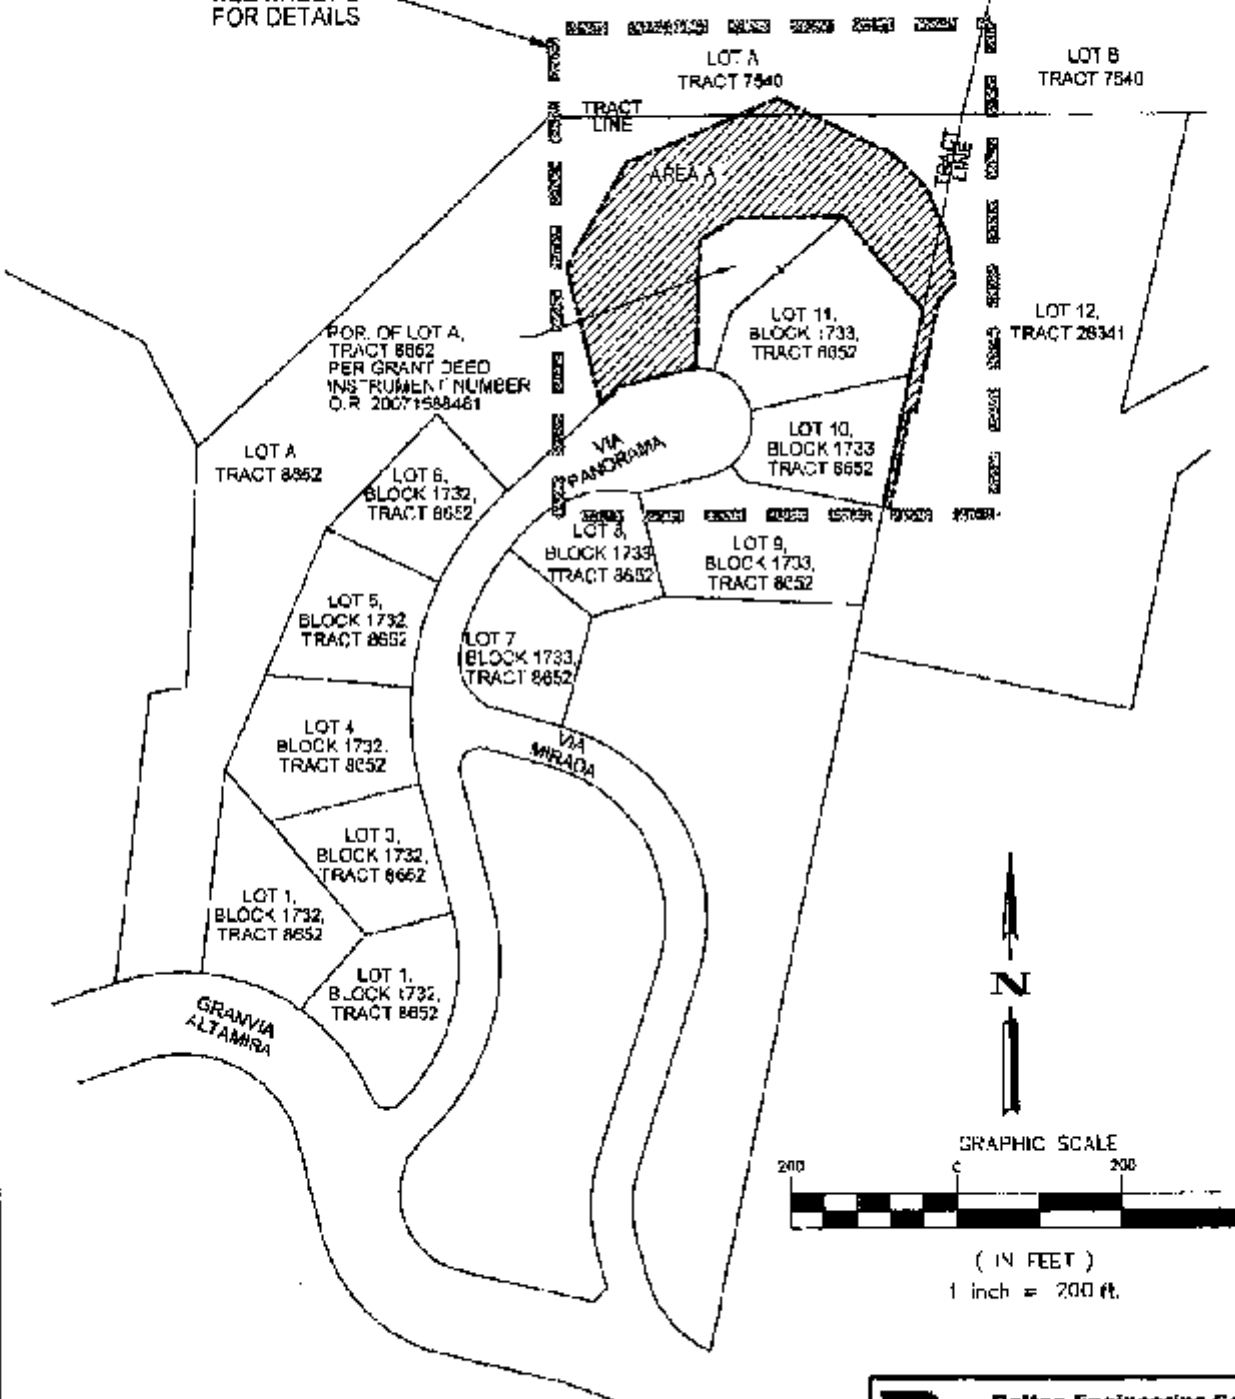 FOR DETAILS
LOT A
TRACT 7540
LOT B
TRACT 7540
TRACT
LINE
TRACT
LINE
AREA A
LOT 11,
BLOCK 1733,
TRACT 8652
LOT 12,
TRACT 28341
POR. OF LOT A,
TRACT 8652
PER GRANT DEED
INSTRUMENT NUMBER
O.R. 20071588461
LOT A
TRACT 8652
LOT 6,
BLOCK 1732,
TRACT 8652
VIA
PANORAMA
LOT 10,
BLOCK 1733
TRACT 8652
LOT 8,
BLOCK 1733
TRACT 8652
LOT 9,
BLOCK 1733,
TRACT 8652
LOT 5,
BLOCK 1732
TRACT 8652
LOT 7
BLOCK 1733,
TRACT 8652
LOT 4
BLOCK 1732.
TRACT 8652
VIA
MIRADA
LOT 3,
BLOCK 1732,
TRACT 8652
LOT 1,
BLOCK 1732,
TRACT 8652
LOT 1.
BLOCK 1732,
TRACT 8652
GRANVIA
ALTAMIRA
N
GRAPHIC SCALE
200 0 200
( IN FEET )
1 inch = 200 ft.
Bolton Engineering